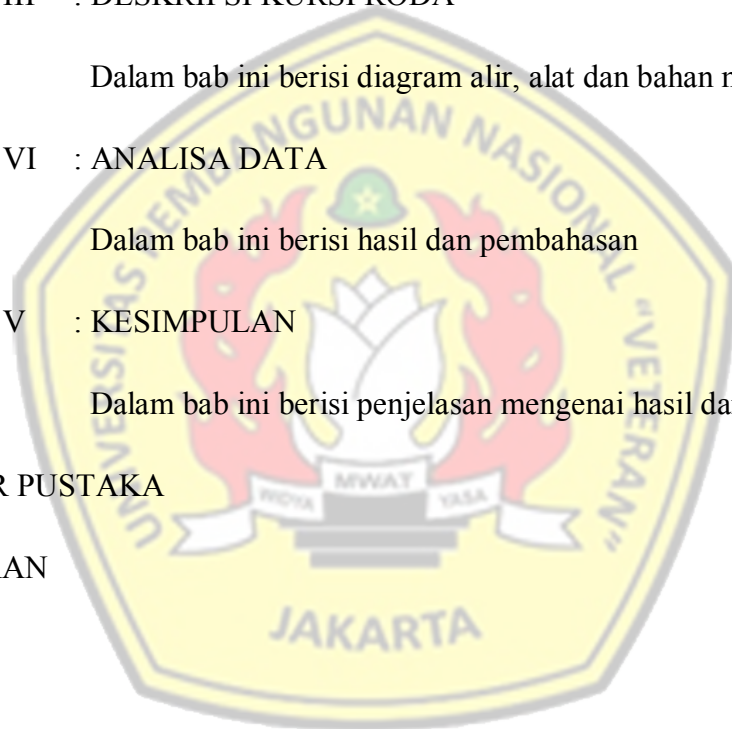 III : DESKRIPSI KURSI RODA
Dalam bab ini berisi diagram alir, alat dan bahan
VI : ANALISA DATA
Dalam bab ini berisi hasil dan pembahasan
V : KESIMPULAN
Dalam bab ini berisi penjelasan mengenai hasil
R PUSTAKA
AN
UNIVERSITAS PEMBANGUNAN NASIONAL "VETERAN"
WIDYA MWAT YASA
JAKARTA